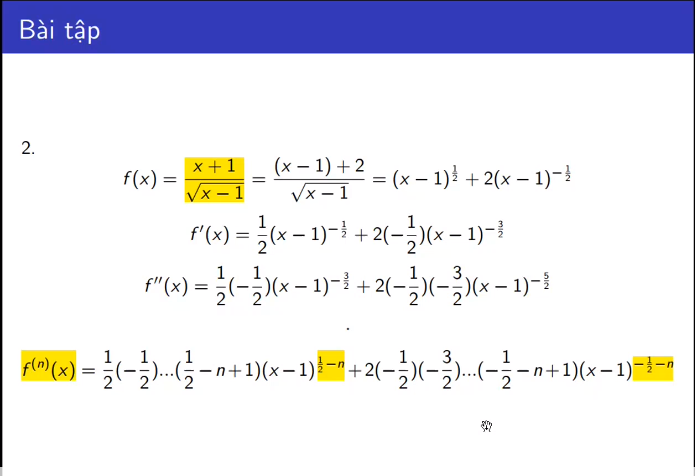 Bài tập
2.
f(x) = \frac{x+1}{\sqrt{x-1}} = \frac{(x-1)+2}{\sqrt{x-1}} = (x-1)^{\frac{1}{2}} + 2(x-1)^{-\frac{1}{2}}
f'(x) = \frac{1}{2}(x-1)^{-\frac{1}{2}} + 2(-\frac{1}{2})(x-1)^{-\frac{3}{2}}
f''(x) = \frac{1}{2}(-\frac{1}{2})(x-1)^{-\frac{3}{2}} + 2(-\frac{1}{2})(-\frac{3}{2})(x-1)^{-\frac{5}{2}}
.
f^{(n)}(x) = \frac{1}{2}(-\frac{1}{2})...(\frac{1}{2}-n+1)(x-1)^{\frac{1}{2}-n} + 2(-\frac{1}{2})(-\frac{3}{2})...(-\frac{1}{2}-n+1)(x-1)^{-\frac{1}{2}-n}